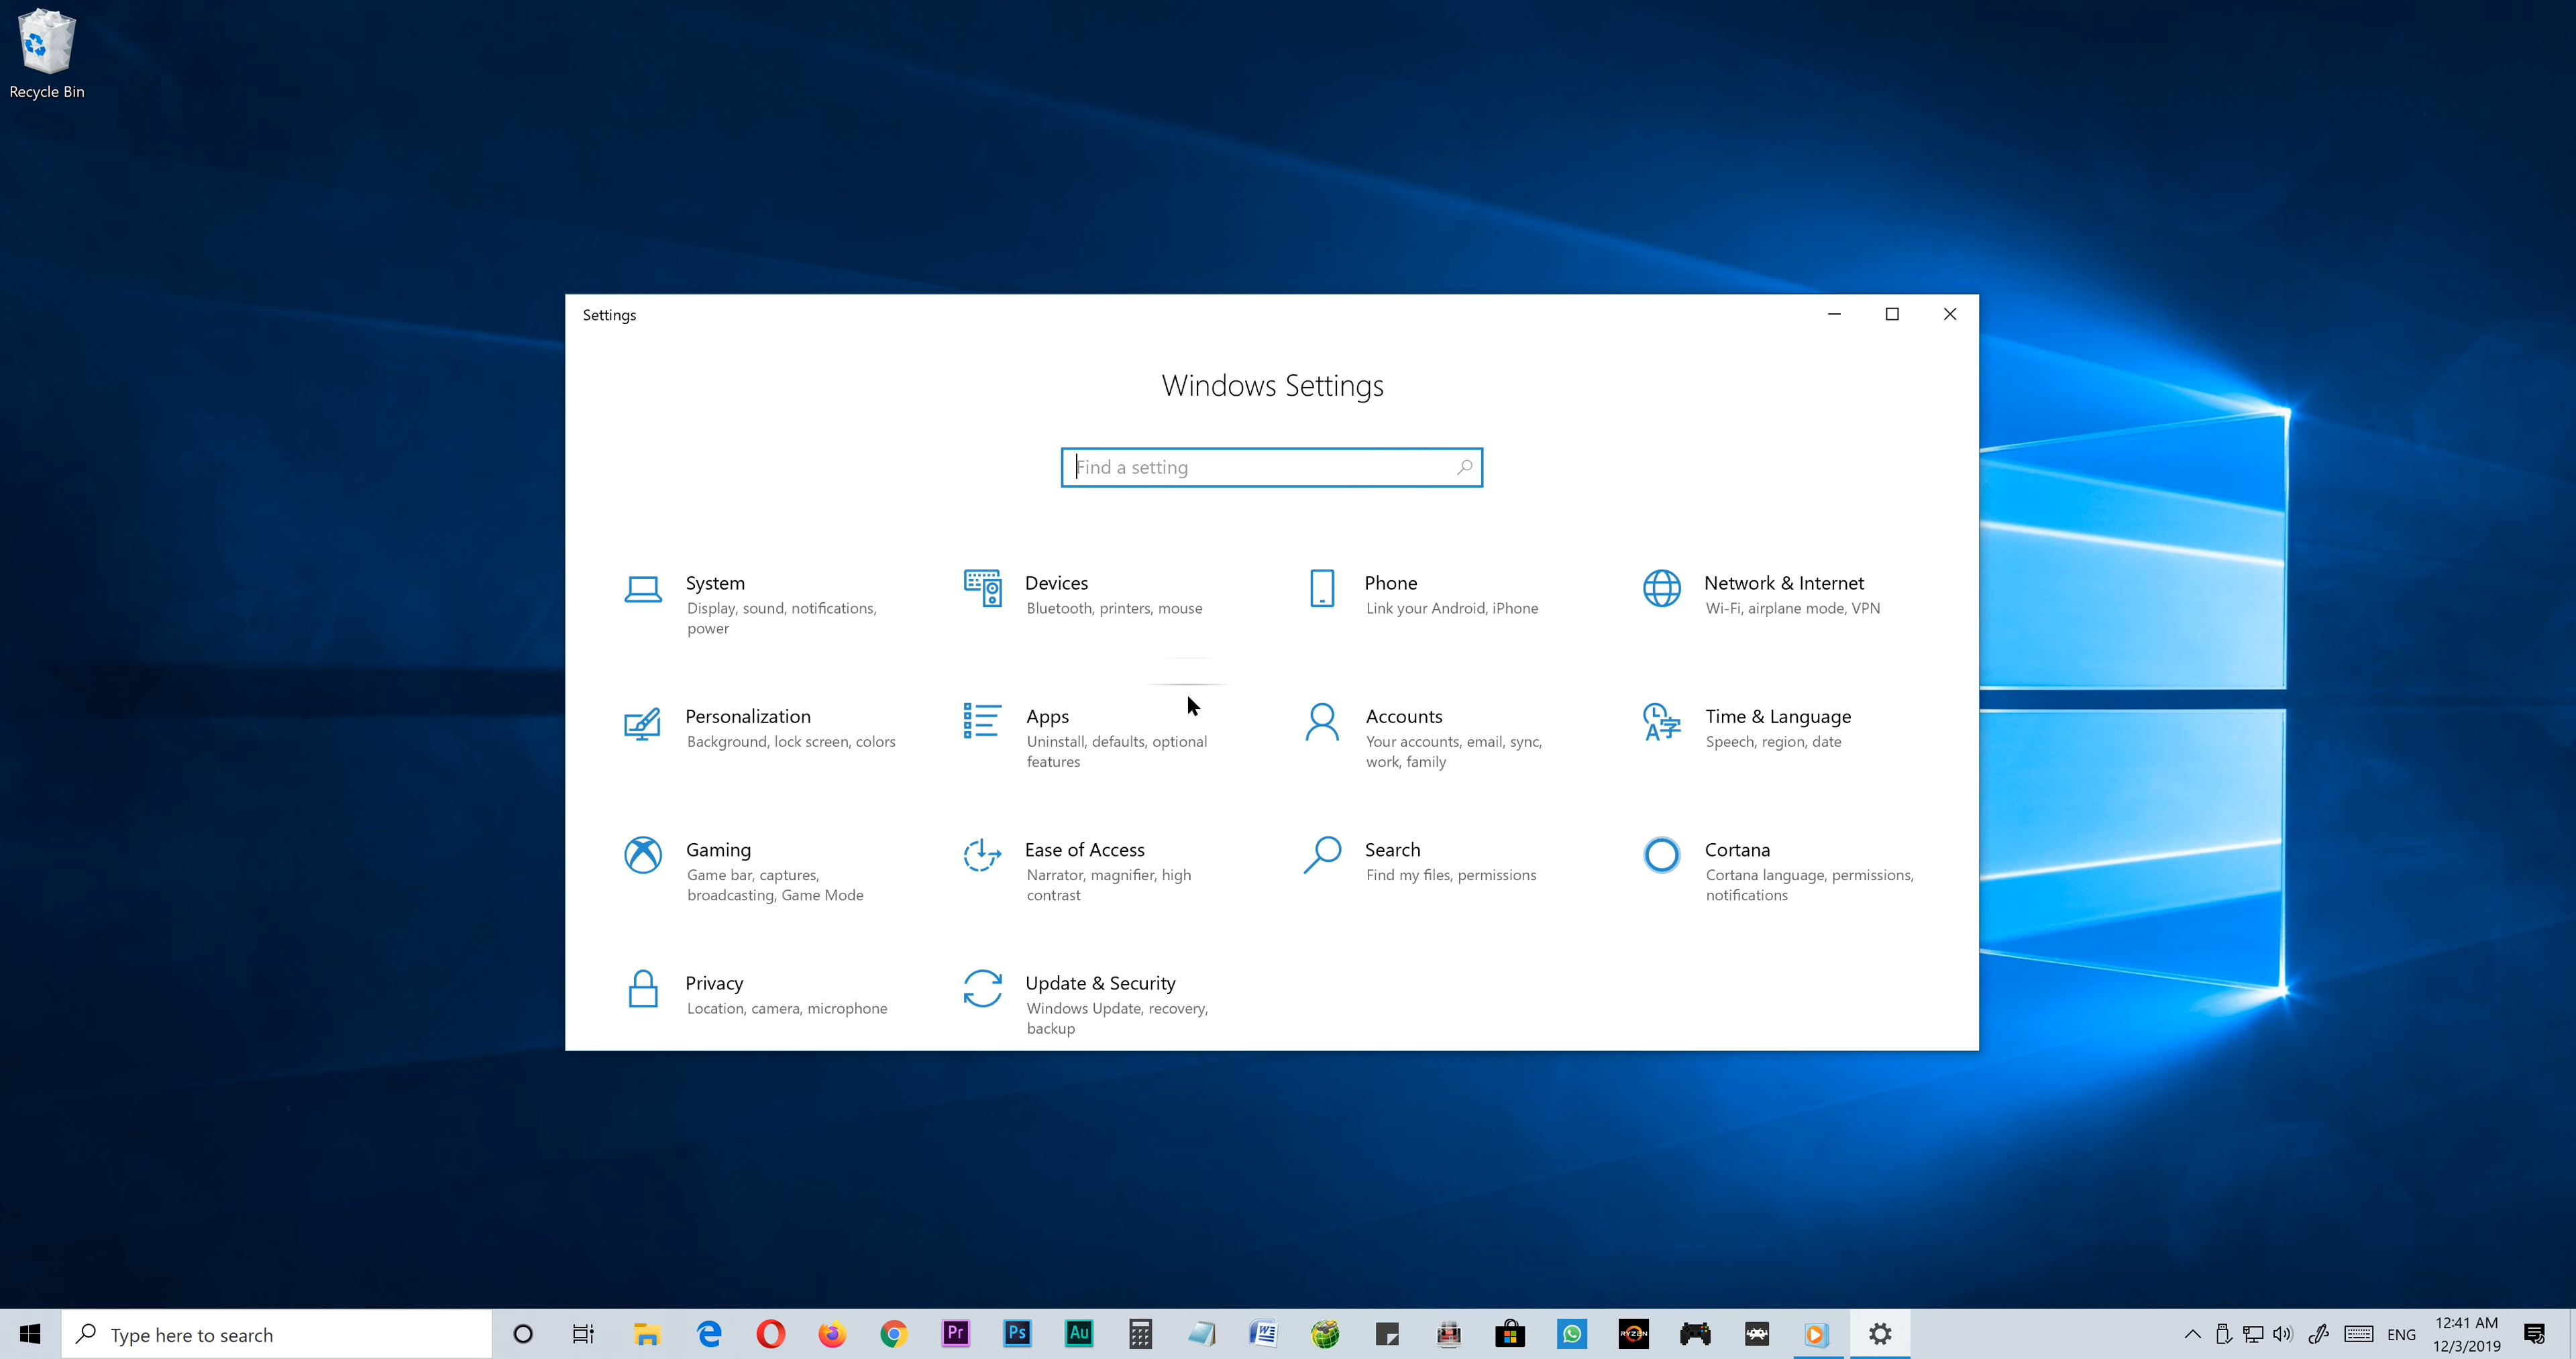 Recycle Bin
Settings
Windows Settings
Find a setting
System
Display, sound, notifications,
power
Devices
Bluetooth, printers, mouse
Phone
Link your Android, iPhone
Network & Internet
Wi-Fi, airplane mode, VPN
Personalization
Background, lock screen, colors
Apps
Uninstall, defaults, optional
features
Accounts
Your accounts, email, sync,
work, family
Time & Language
Speech, region, date
Gaming
Game bar, captures,
broadcasting, Game Mode
Ease of Access
Narrator, magnifier, high
contrast
Search
Find my files, permissions
Cortana
Cortana language, permissions,
notifications
Privacy
Location, camera, microphone
Update & Security
Windows Update, recovery,
backup
Type here to search
Pr
Ps
Au
W
RYZEN
ENG
12:41 AM
12/3/2019